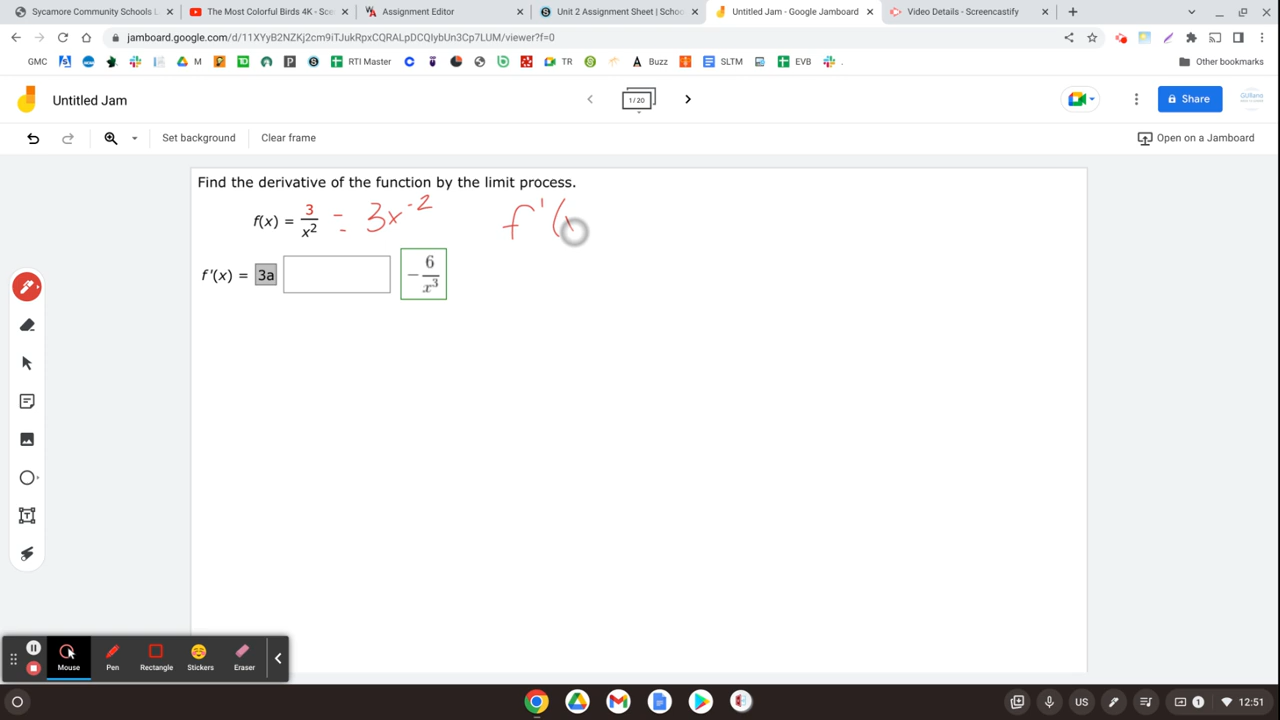 Sycamore Community Schools L
The Most Colorful Birds 4K - Sce
Assignment Editor
Unit 2 Assignment Sheet | Schoo
Untitled Jam - Google Jamboard
Video Details - Screencastify
jamboard.google.com/d/11XYyB2NZKj2cm9iTJukRpxCQRALpDCQIybUn3Cp7LUM/viewer?f=0
GMC
M
RTI Master
TR
Buzz
SLTM
EVB
.
Other bookmarks
Untitled Jam
1/20
Share
Set background
Clear frame
Open on a Jamboard
Find the derivative of the function by the limit process.
f(x) = 3/x² = 3x⁻² f'(x
f'(x) = 3a −6/x³
Mouse
Pen
Rectangle
Stickers
Eraser
US
1
12:51